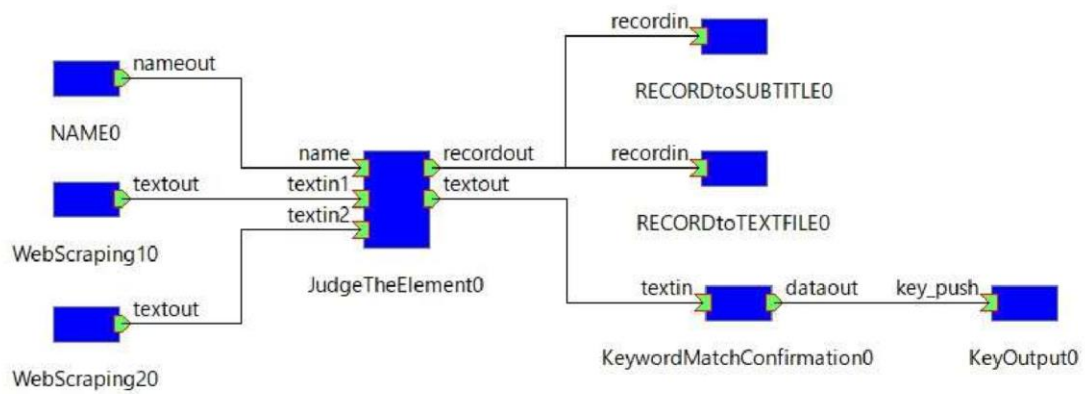 recordin
RECORDtoSUBTITLE0
nameout
NAME0
name
recordout
recordin
RECORDtoTEXTFILE0
textout
textin1
textout
WebScraping10
textin2
JudgeTheElement0
textout
WebScraping20
textin
dataout
key_push
KeywordMatchConfirmation0
KeyOutput0